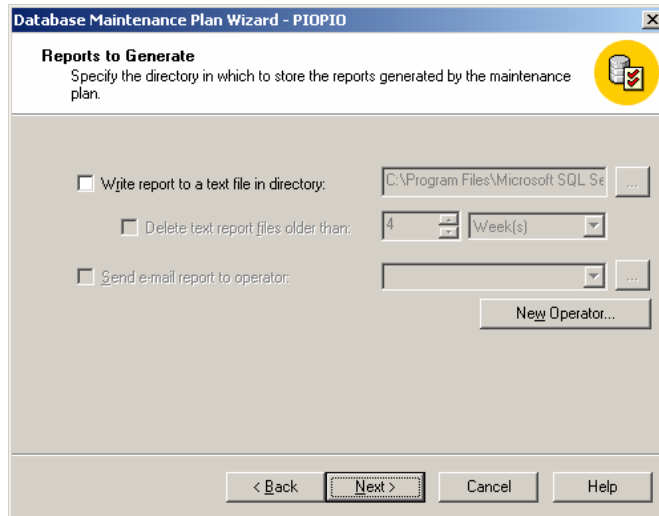 Database Maintenance Plan Wizard - PIOPIO
Reports to Generate
Specify the directory in which to store the reports generated by the maintenance
plan.
Write report to a text file in directory: C:\Program Files\Microsoft SQL Se ...
Delete text report files older than: 4 Week(s)
Send e-mail report to operator: ...
New Operator...
< Back Next > Cancel Help